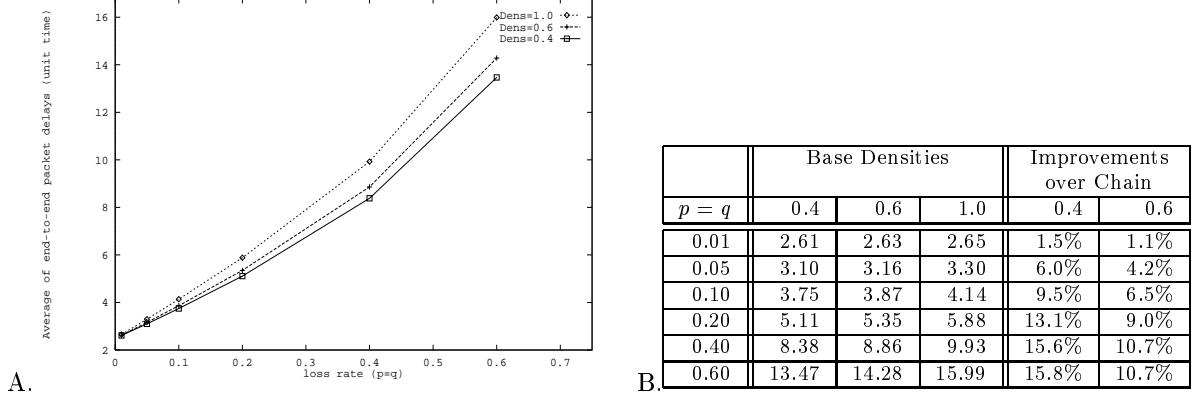 Average of end-to-end packet delays (unit time)
16
14
12
10
8
6
4
2
0
0.1
0.2
0.3
0.4
0.5
0.6
0.7
loss rate (p=q)
Dens=1.0
Dens=0.6
Dens=0.4
A.
Base Densities Improvements
over Chain
p = q 0.4 0.6 1.0 0.4 0.6
0.01 2.61 2.63 2.65 1.5% 1.1%
0.05 3.10 3.16 3.30 6.0% 4.2%
0.10 3.75 3.87 4.14 9.5% 6.5%
0.20 5.11 5.35 5.88 13.1% 9.0%
0.40 8.38 8.86 9.93 15.6% 10.7%
0.60 13.47 14.28 15.99 15.8% 10.7%
B.